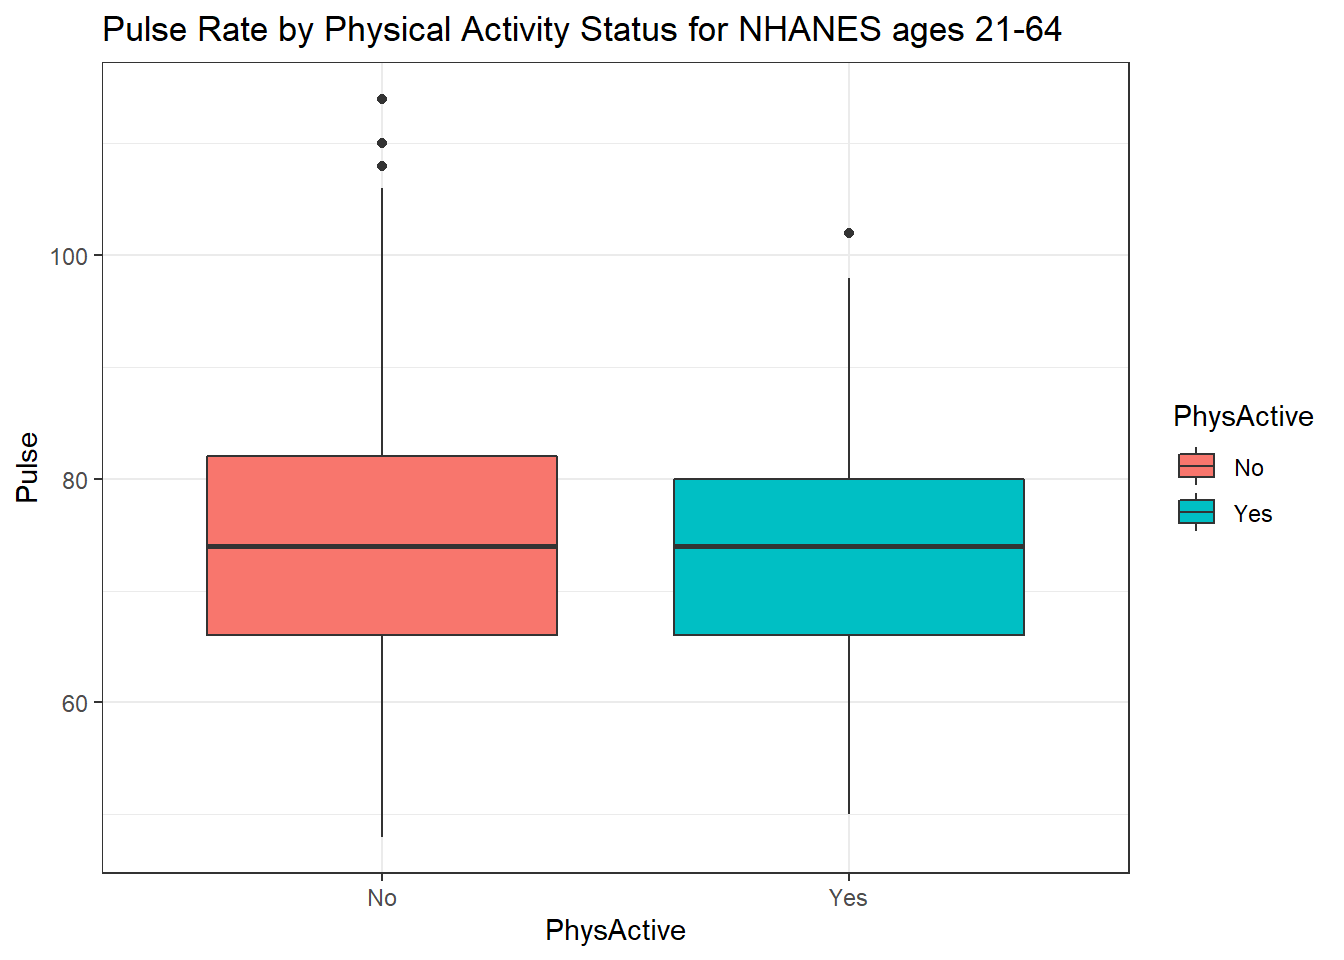 Pulse Rate by Physical Activity Status for NHANES ages 21-64
Pulse
100
80
60
No
Yes
PhysActive
PhysActive
No
Yes